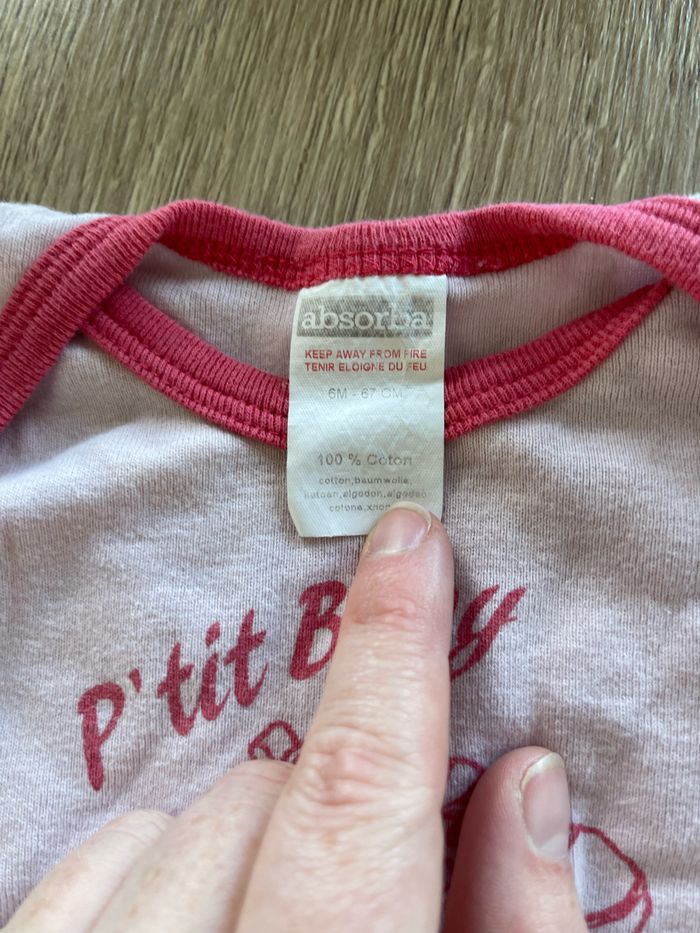 absorba
KEEP AWAY FROM FIRE
TENIR ELOIGNE DU FEU
6M - 67 CM
100 % Coton
cotton,baumwolle,
katoen,algodon,algodao
cotone,
P'tit